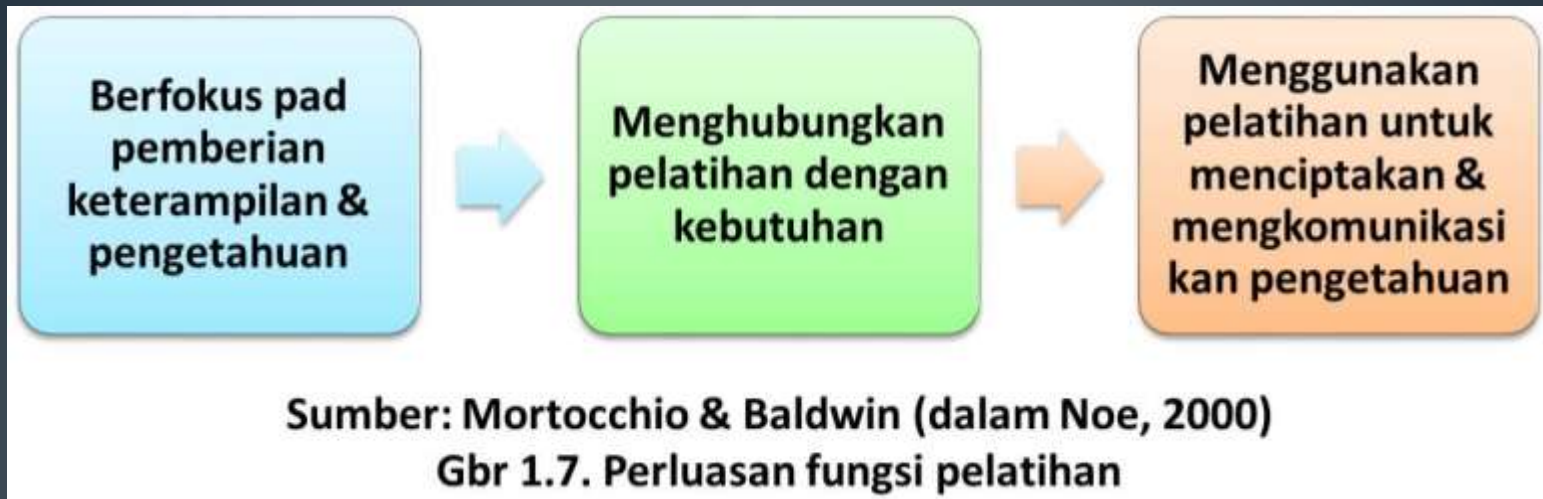 Berfokus pad
pemberian
keterampilan &
pengetahuan
Menghubungkan
pelatihan dengan
kebutuhan
Menggunakan
pelatihan untuk
menciptakan &
mengkomunikasi
kan pengetahuan
Sumber: Mortocchio & Baldwin (dalam Noe, 2000)
Gbr 1.7. Perluasan fungsi pelatihan